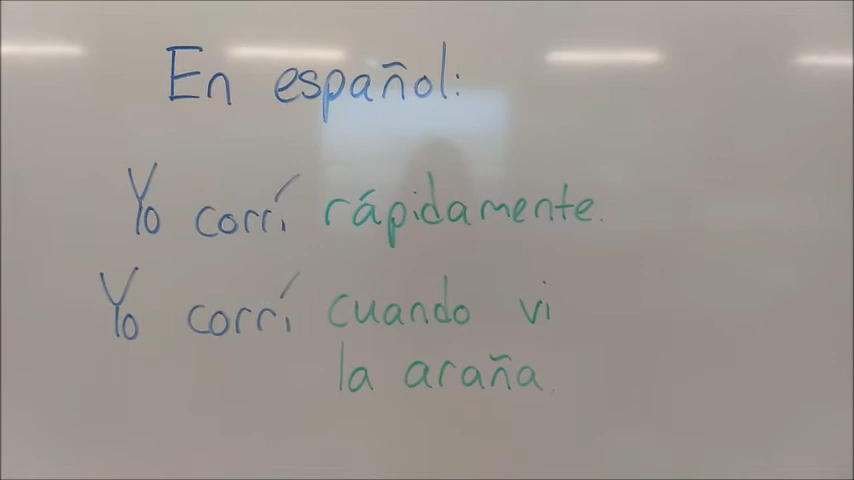 En español:
Yo corrí rápidamente.
Yo corrí cuando vi
la araña.